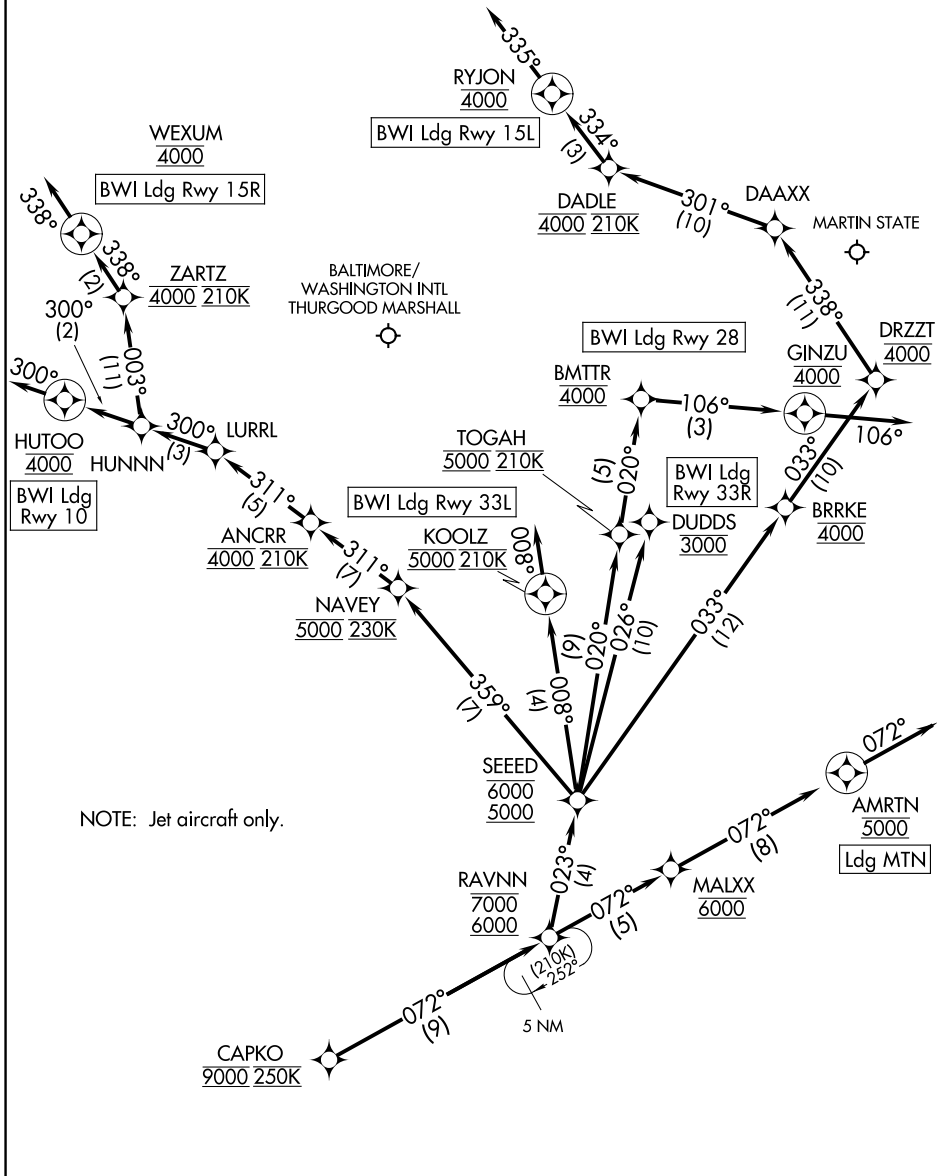 335°
RYJON
4000
BWI Ldg Rwy 15L
334°
(3)
WEXUM
4000
BWI Ldg Rwy 15R
DADLE
4000 210K
301°
(10)
DAAXX
MARTIN STATE
338°
338°
(2)
ZARTZ
4000 210K
BALTIMORE/
WASHINGTON INTL
THURGOOD MARSHALL
338°
(11)
DRZZT
4000
300°
(2)
003°
(11)
BWI Ldg Rwy 28
GINZU
4000
BMTTR
4000
106°
(3)
106°
300°
HUTOO
4000
BWI Ldg
Rwy 10
HUNNN
300°
(3)
LURRL
TOGAH
5000 210K
020°
(5)
BWI Ldg
Rwy 33R
DUDDS
3000
033°
(10)
BRRKE
4000
311°
(5)
BWI Ldg Rwy 33L
KOOLZ
5000 210K
008°
ANCRR
4000 210K
311°
(7)
NAVEY
5000 230K
359°
(7)
008°
(4)
020°
(9)
026°
(10)
033°
(12)
SEEED
6000
5000
072°
AMRTN
5000
Ldg MTN
NOTE: Jet aircraft only.
072°
(8)
023°
(4)
RAVNN
7000
6000
MALXX
6000
072°
(5)
(210K)
252°
5 NM
072°
(9)
CAPKO
9000 250K